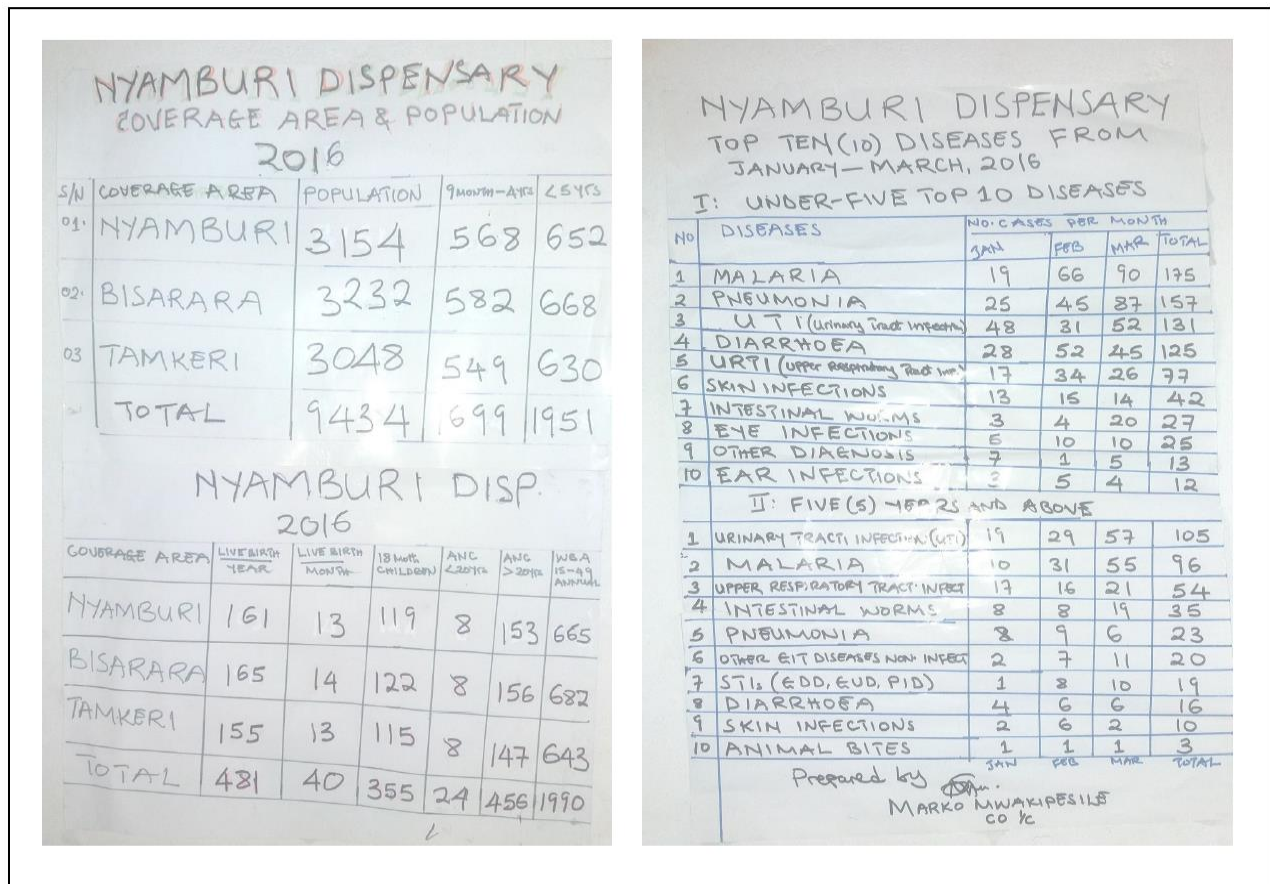 NYAMBURI DISPENSARY
COVERAGE AREA & POPULATION
2016
S/N COVERAGE AREA POPULATION 9MONTH-4YRS <5YRS
01. NYAMBURI 3154 568 652
02. BISARARA 3232 582 668
03 TAMKERI 3048 549 630
TOTAL 9434 1699 1951
NYAMBURI DISP.
2016
COVERAGE AREA LIVE BIRTH YEAR LIVE BIRTH MONTH 18 Moth CHILDREN ANC <20YRS ANC >20YRS WBA 15-49 ANNUAL
NYAMBURI 161 13 119 8 153 665
BISARARA 165 14 122 8 156 682
TAMKERI 155 13 115 8 147 643
TOTAL 481 40 355 24 456 1990
NYAMBURI DISPENSARY
TOP TEN (10) DISEASES FROM
JANUARY-MARCH, 2016
I: UNDER-FIVE TOP 10 DISEASES
NO DISEASES NO. CASES PER MONTH
JAN FEB MAR TOTAL
1 MALARIA 19 66 90 175
2 PNEUMONIA 25 45 87 157
3 UTI (Urinary Tract Infection) 48 31 52 131
4 DIARRHOEA 28 52 45 125
5 URTI (Upper Respiratory Tract Inf.) 17 34 26 77
6 SKIN INFECTIONS 13 15 14 42
7 INTESTINAL WORMS 3 4 20 27
8 EYE INFECTIONS 5 10 10 25
9 OTHER DIAGNOSIS 7 1 5 13
10 EAR INFECTIONS 5 4 12
II: FIVE (5) YEARS AND ABOVE
1 URINARY TRACTI INFECTION (UTI) 19 29 57 105
2 MALARIA 10 31 55 96
3 UPPER RESPIRATORY TRACT INFECT 17 16 21 54
4 INTESTINAL WORMS 8 8 19 35
5 PNEUMONIA 8 9 6 23
6 OTHER GIT DISEASES NON-INFECT 2 7 11 20
7 STIs (GDD, GUD, PID) 1 8 10 19
8 DIARRHOEA 4 6 6 16
9 SKIN INFECTIONS 2 6 2 10
10 ANIMAL BITES 1 1 1 3
JAN FEB MAR TOTAL
Prepared by
MARKO MWAKIPESILE
CO I/C